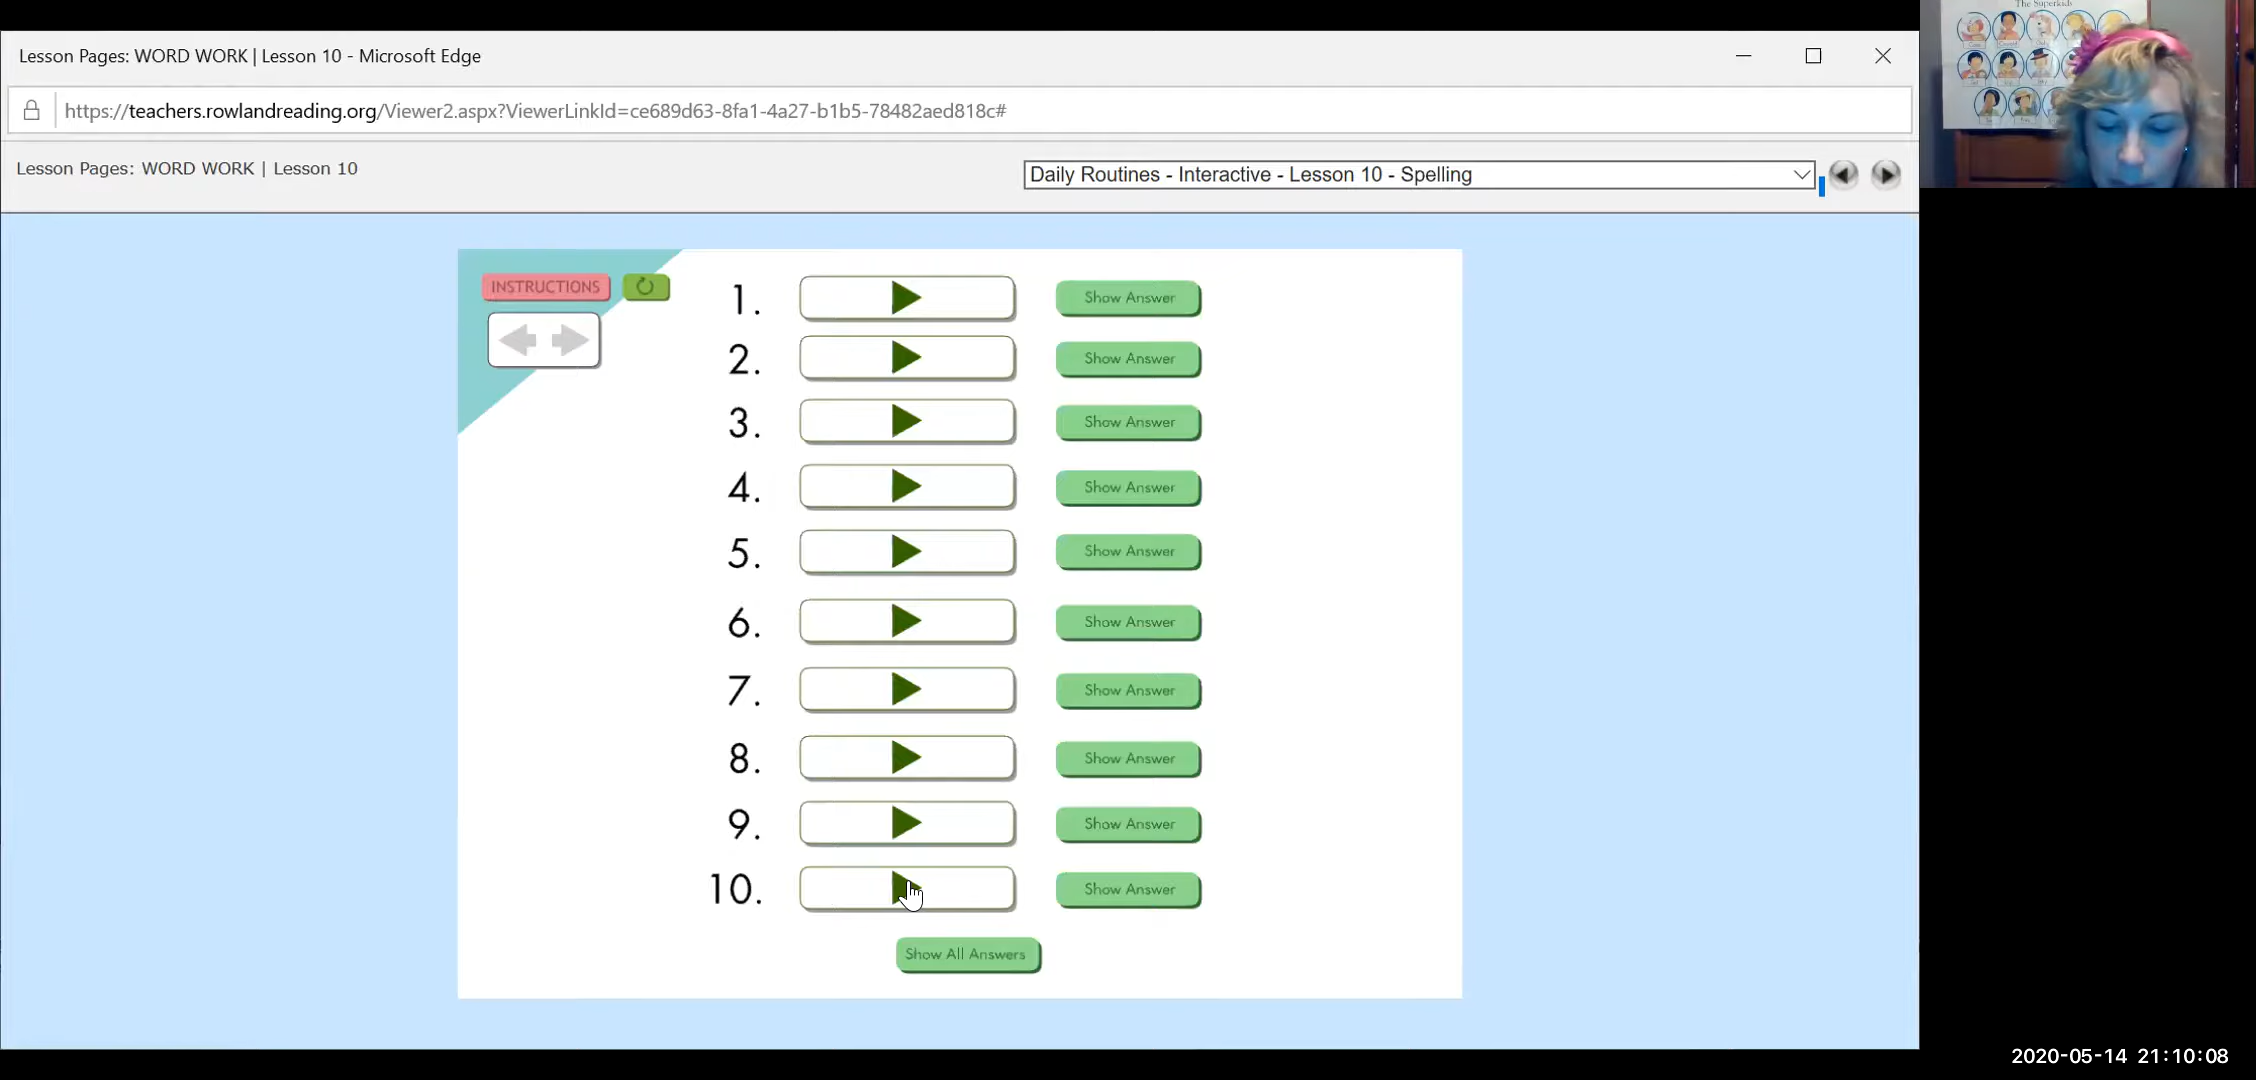 The Superkids
Lesson Pages: WORD WORK | Lesson 10 - Microsoft Edge
https://teachers.rowlandreading.org/Viewer2.aspx?ViewerLinkId=ce689d63-8fa1-4a27-b1b5-78482aed818c#
Lesson Pages: WORD WORK | Lesson 10
Daily Routines - Interactive - Lesson 10 - Spelling
INSTRUCTIONS
1. Show Answer
2. Show Answer
3. Show Answer
4. Show Answer
5. Show Answer
6. Show Answer
7. Show Answer
8. Show Answer
9. Show Answer
10. Show Answer
Show All Answers
2020-05-14 21:10:08